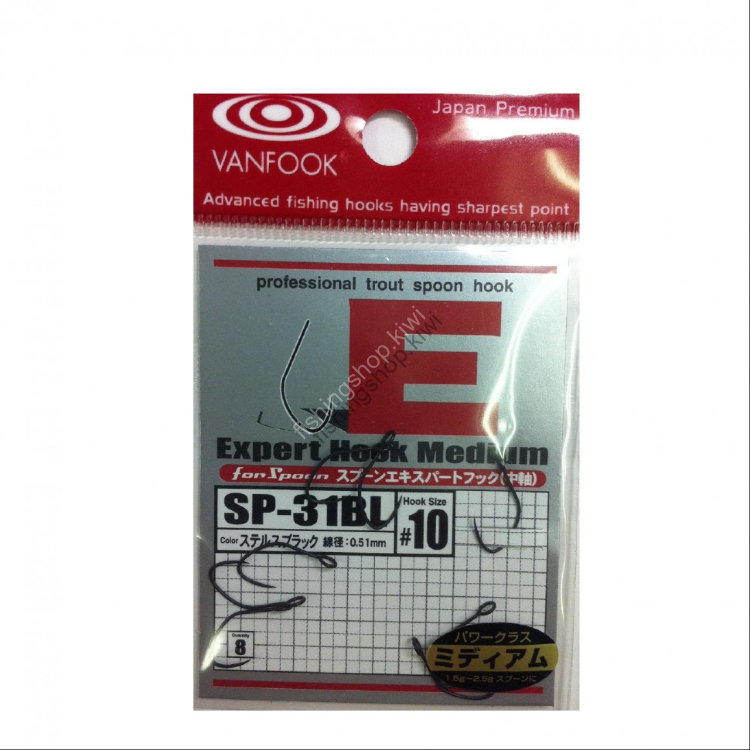 Japan Premium
VANFOOK
Advanced fishing hooks having sharpest point
professional trout spoon hook
E
fishingshop.kiwi
fishingshop.kiwi
Expert Hook Medium
for Spoon スプーンエキスパートフック(中軸)
SP-31BL
Hook Size
#10
Color ステルスブラック 線径:0.51mm
Quantity
8
パワークラス
ミディアム
1.5g〜2.5g スプーンに